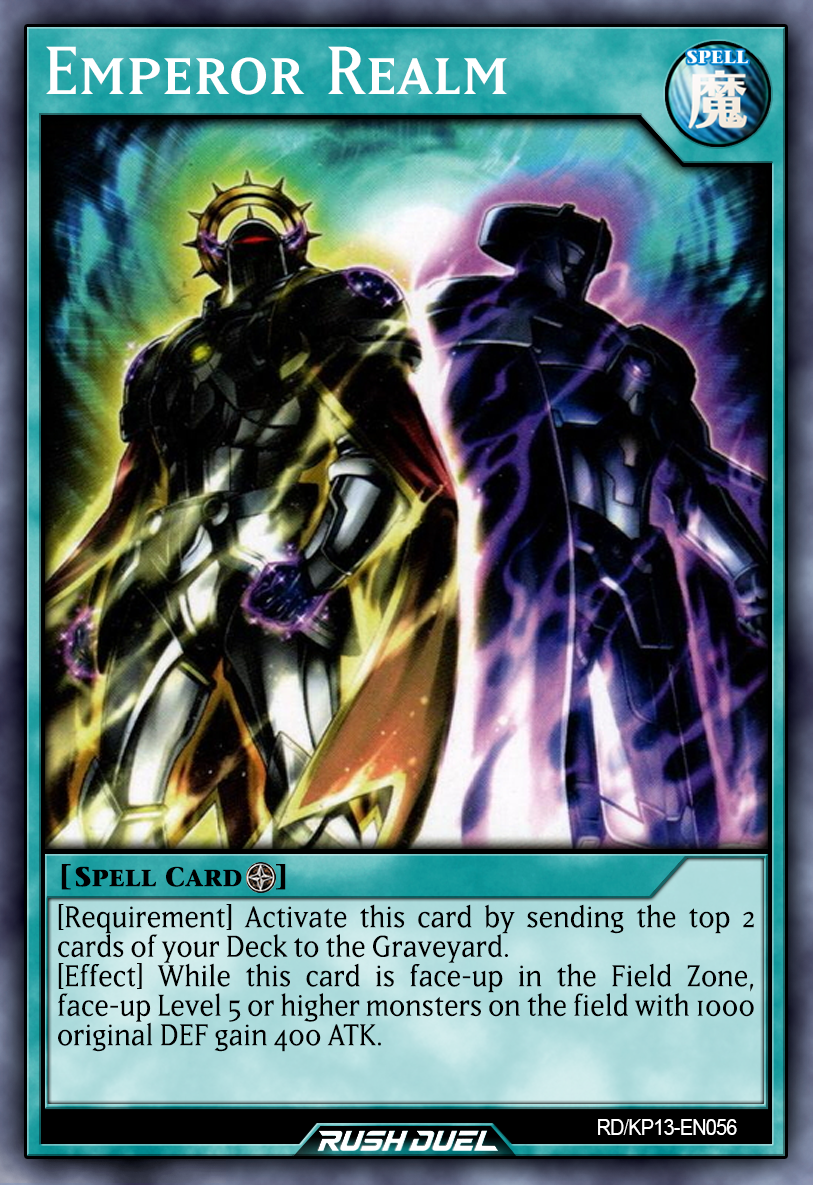 Emperor Realm
SPELL
魔
[Spell Card]
[Requirement] Activate this card by sending the top 2
cards of your Deck to the Graveyard.
[Effect] While this card is face-up in the Field Zone,
face-up Level 5 or higher monsters on the field with 1000
original DEF gain 400 ATK.
RD/KP13-EN056
RUSH DUEL